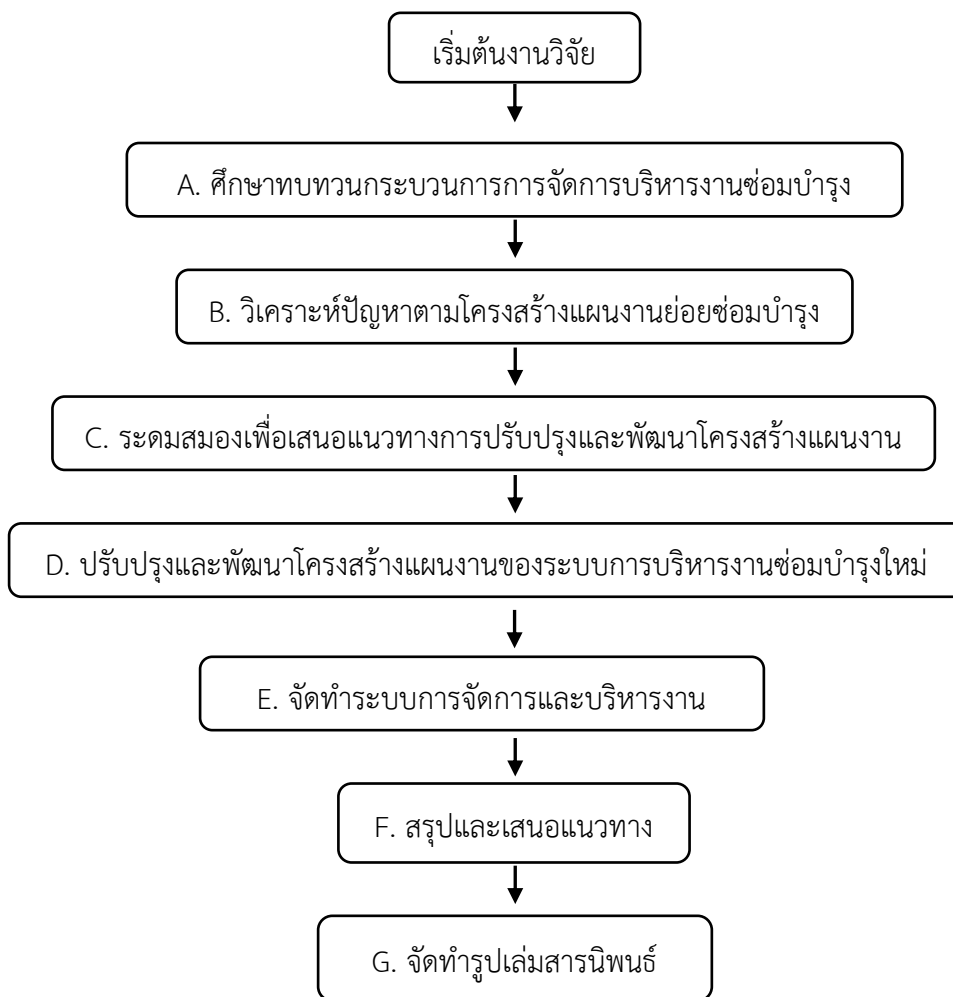 เริ่มต้นงานวิจัย
A. ศึกษาทบทวนกระบวนการการจัดการบริหารงานซ่อมบำรุง
B. วิเคราะห์ปัญหาตามโครงสร้างแผนงานย่อยซ่อมบำรุง
C. ระดมสมองเพื่อเสนอแนวทางการปรับปรุงและพัฒนาโครงสร้างแผนงาน
D. ปรับปรุงและพัฒนาโครงสร้างแผนงานของระบบการบริหารงานซ่อมบำรุงใหม่
E. จัดทำระบบการจัดการและบริหารงาน
F. สรุปและเสนอแนวทาง
G. จัดทำรูปเล่มสารนิพนธ์